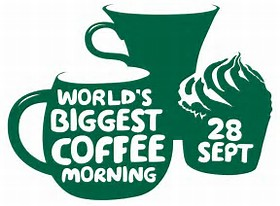 WORLD'S
BIGGEST
COFFEE
MORNING
28
SEPT